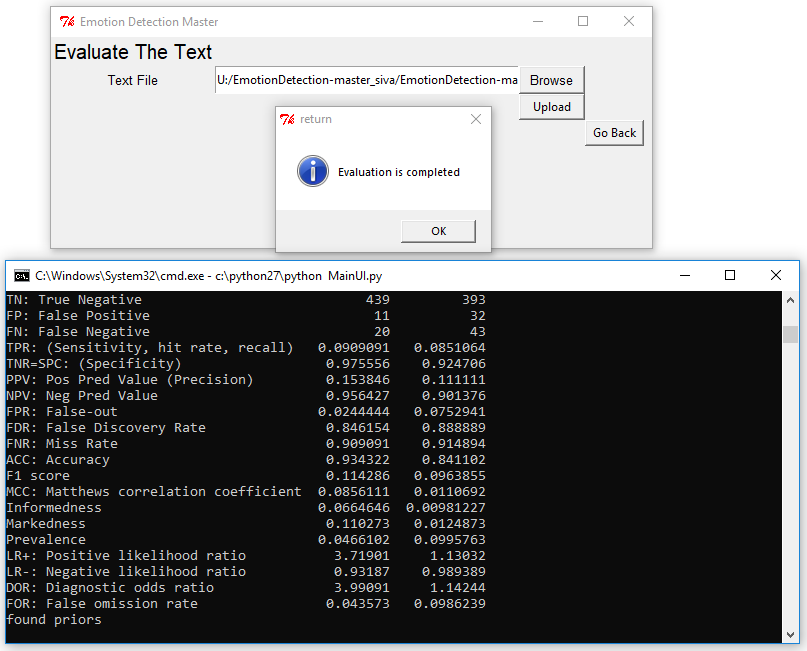 Emotion Detection Master
Evaluate The Text
Text File U:/EmotionDetection-master_siva/EmotionDetection-ma Browse
Upload
return
Go Back
Evaluation is completed
OK
C:\Windows\System32\cmd.exe - c:\python27\python MainUI.py
TN: True Negative 439 393
FP: False Positive 11 32
FN: False Negative 20 43
TPR: (Sensitivity, hit rate, recall) 0.0909091 0.0851064
TNR=SPC: (Specificity) 0.975556 0.924706
PPV: Pos Pred Value (Precision) 0.153846 0.111111
NPV: Neg Pred Value 0.956427 0.901376
FPR: False-out 0.0244444 0.0752941
FDR: False Discovery Rate 0.846154 0.888889
FNR: Miss Rate 0.909091 0.914894
ACC: Accuracy 0.934322 0.841102
F1 score 0.114286 0.0963855
MCC: Matthews correlation coefficient 0.0856111 0.0110692
Informedness 0.0664646 0.00981227
Markedness 0.110273 0.0124873
Prevalence 0.0466102 0.0995763
LR+: Positive likelihood ratio 3.71901 1.13032
LR-: Negative likelihood ratio 0.93187 0.989389
DOR: Diagnostic odds ratio 3.99091 1.14244
FOR: False omission rate 0.043573 0.0986239
found priors